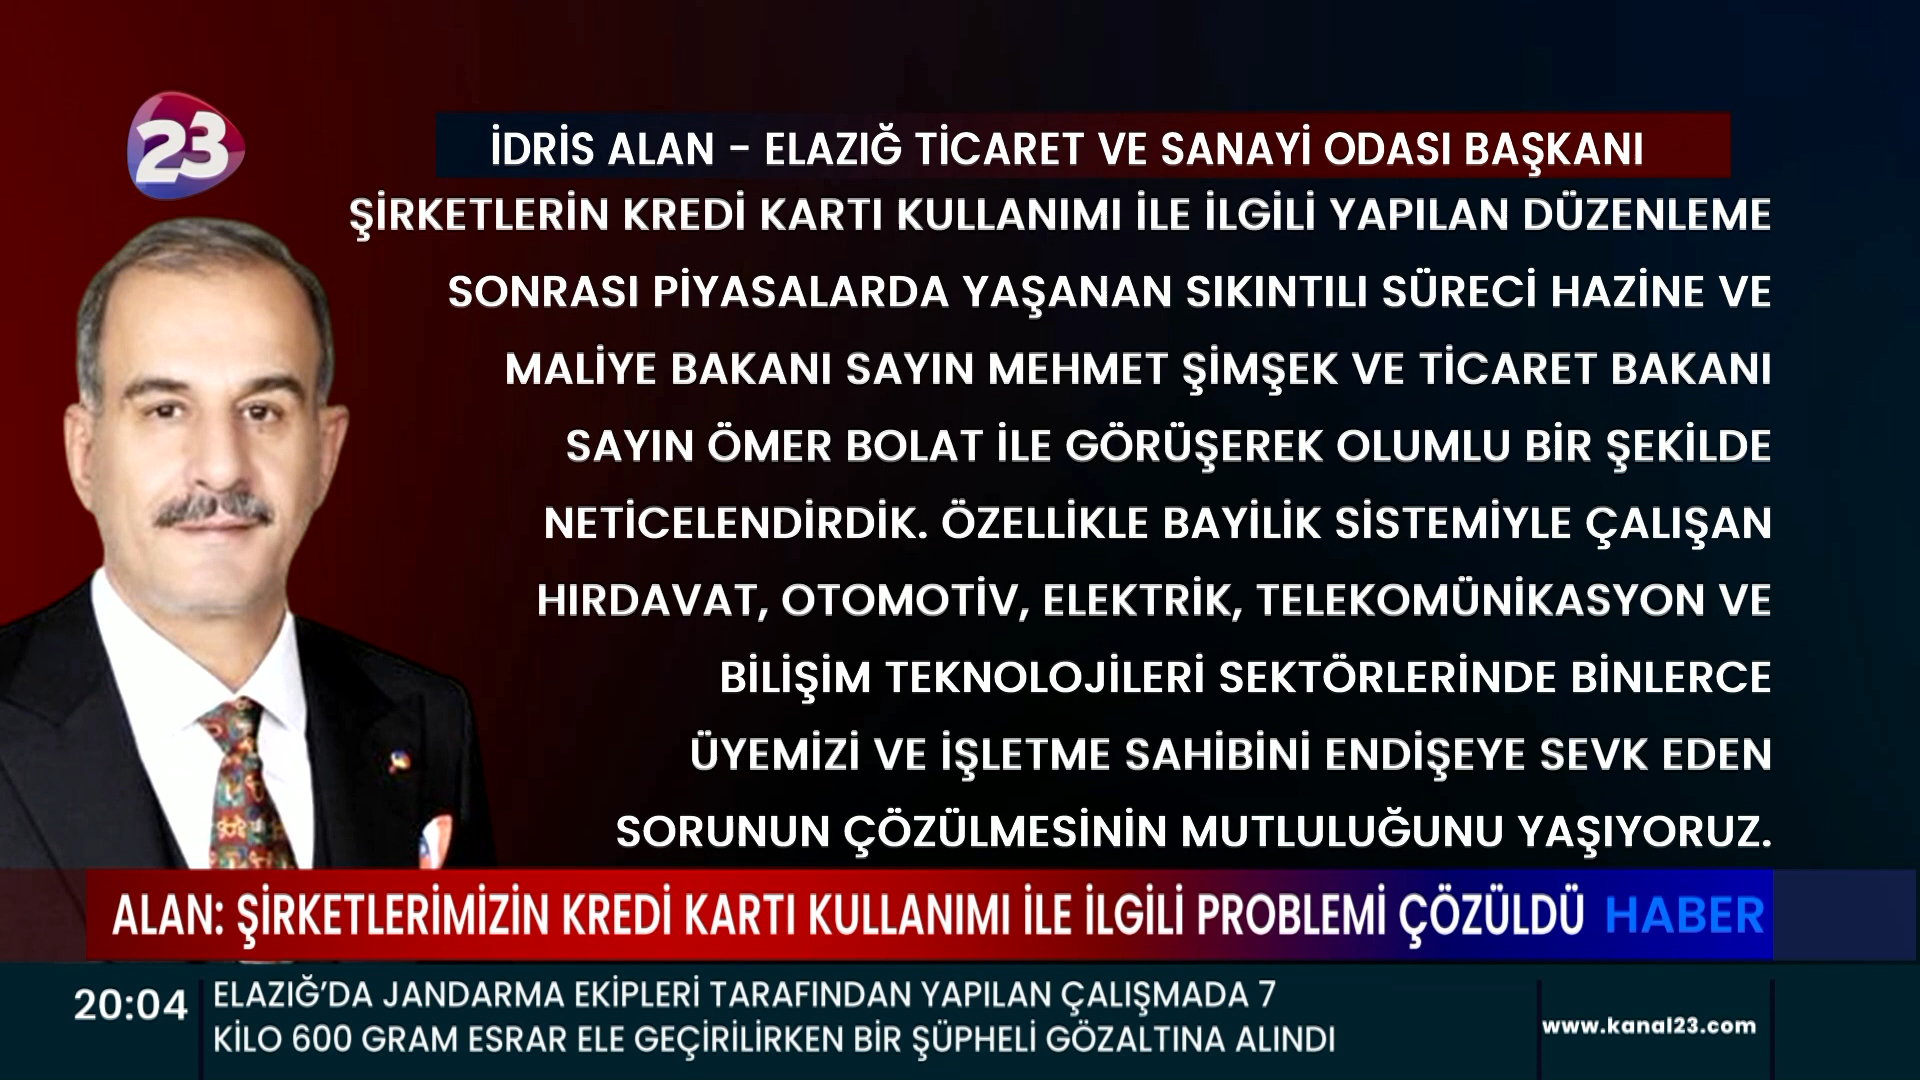 23
İDRİS ALAN - ELAZIĞ TİCARET VE SANAYİ ODASI BAŞKANI
ŞİRKETLERİN KREDİ KARTI KULLANIMI İLE İLGİLİ YAPILAN DÜZENLEME
SONRASI PİYASALARDA YAŞANAN SIKINTILI SÜRECİ HAZİNE VE
MALİYE BAKANI SAYIN MEHMET ŞİMŞEK VE TİCARET BAKANI
SAYIN ÖMER BOLAT İLE GÖRÜŞEREK OLUMLU BİR ŞEKİLDE
NETİCELENDİRDİK. ÖZELLİKLE BAYİLİK SİSTEMİYLE ÇALIŞAN
HIRDAVAT, OTOMOTİV, ELEKTRİK, TELEKOMÜNİKASYON VE
BİLİŞİM TEKNOLOJİLERİ SEKTÖRLERİNDE BİNLERCE
ÜYEMİZİ VE İŞLETME SAHİBİNİ ENDİŞEYE SEVK EDEN
SORUNUN ÇÖZÜLMESİNİN MUTLULUĞUNU YAŞIYORUZ.
ALAN: ŞİRKETLERİMİZİN KREDİ KARTI KULLANIMI İLE İLGİLİ PROBLEMİ ÇÖZÜLDÜ HABER
20:04
ELAZIĞ'DA JANDARMA EKİPLERİ TARAFINDAN YAPILAN ÇALIŞMADA 7
KİLO 600 GRAM ESRAR ELE GEÇİRİLİRKEN BİR ŞÜPHELİ GÖZALTINA ALINDI
www.kanal23.com